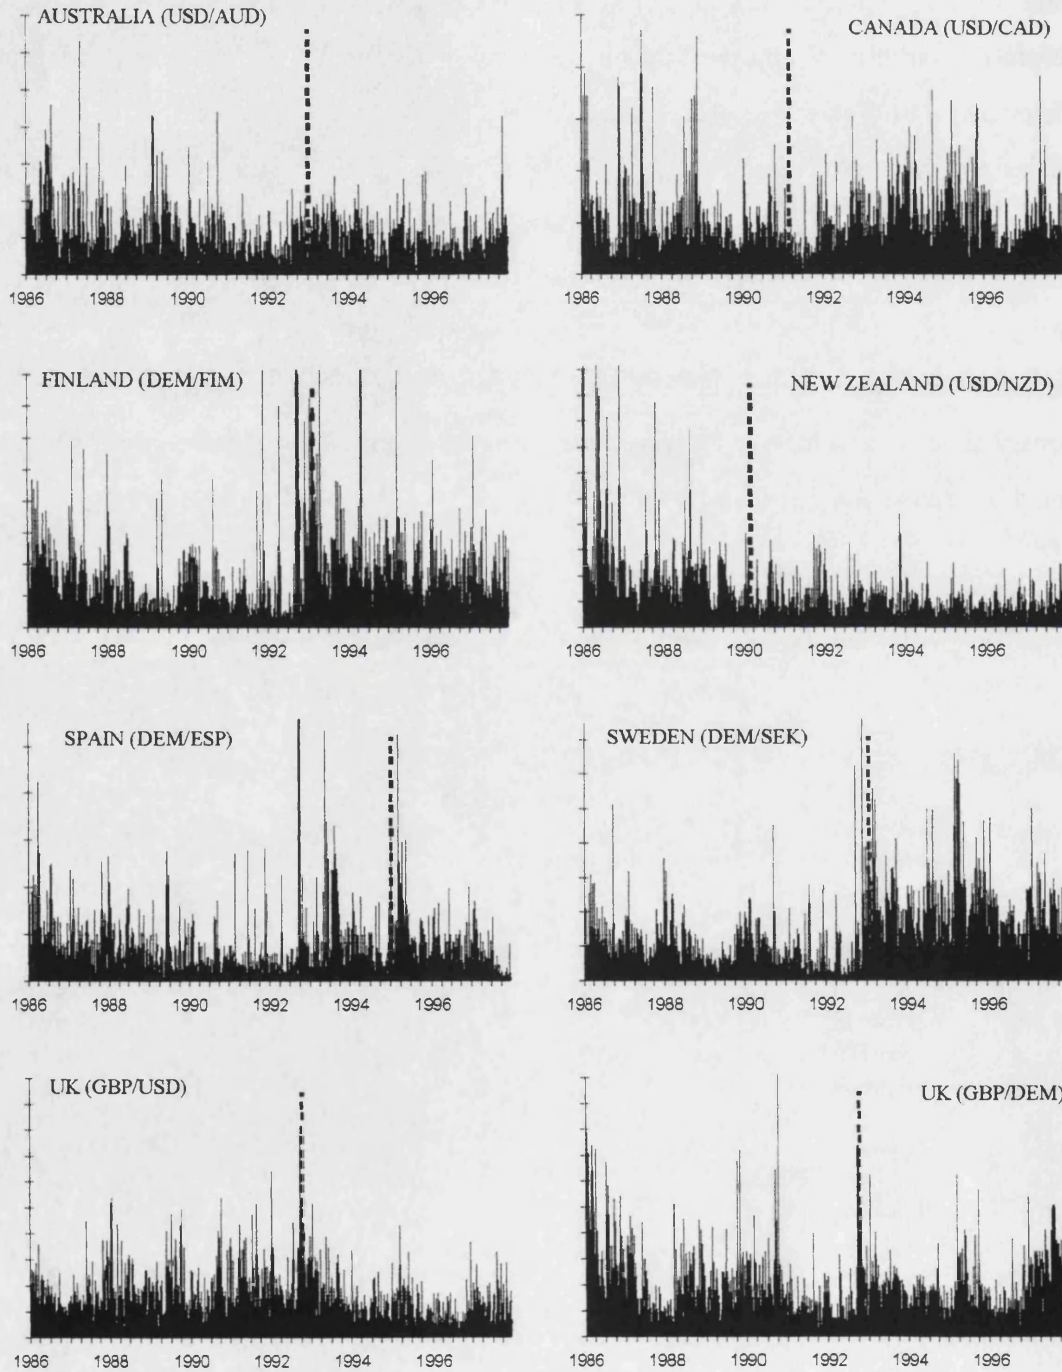 AUSTRALIA (USD/AUD)
1986 1988 1990 1992 1994 1996
CANADA (USD/CAD)
1986 1988 1990 1992 1994 1996
FINLAND (DEM/FIM)
1986 1988 1990 1992 1994 1996
NEW ZEALAND (USD/NZD)
1986 1988 1990 1992 1994 1996
SPAIN (DEM/ESP)
1986 1988 1990 1992 1994 1996
SWEDEN (DEM/SEK)
1986 1988 1990 1992 1994 1996
UK (GBP/USD)
1986 1988 1990 1992 1994 1996
UK (GBP/DEM)
1986 1988 1990 1992 1994 1996